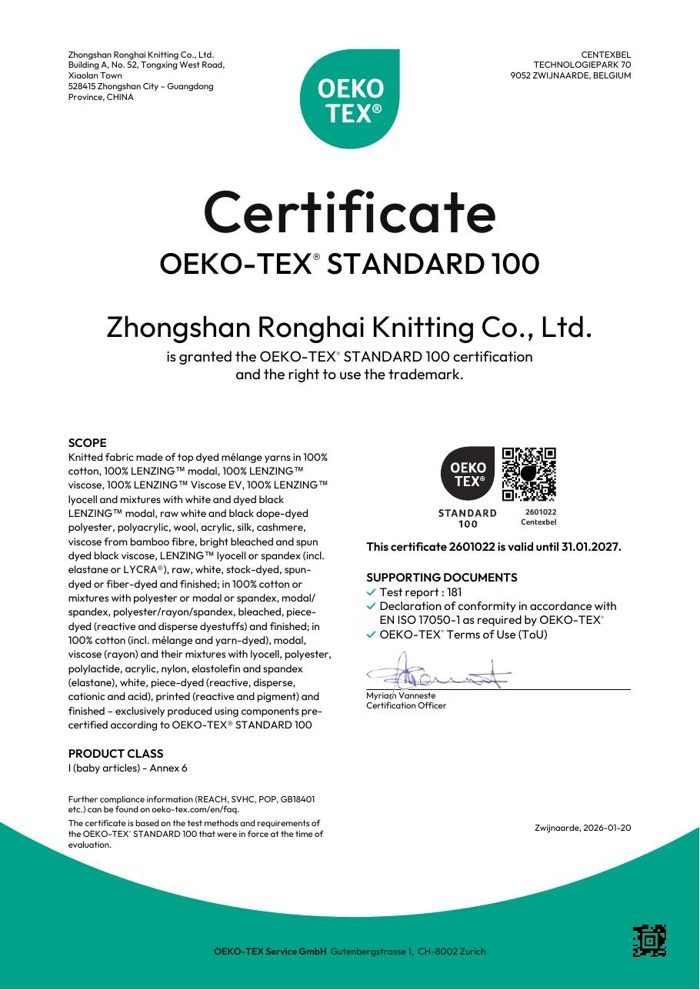 Zhongshan Ronghai Knitting Co., Ltd.
Building A, No. 52, Tongxing West Road,
Xiaolan Town
528415 Zhongshan City – Guangdong
Province, CHINA
OEKO
TEX®
CENTEXBEL
TECHNOLOGIEPARK 70
9052 ZWIJNAARDE, BELGIUM
Certificate
OEKO-TEX® STANDARD 100
Zhongshan Ronghai Knitting Co., Ltd.
is granted the OEKO-TEX® STANDARD 100 certification
and the right to use the trademark.
SCOPE
Knitted fabric made of top dyed mélange yarns in 100%
cotton, 100% LENZING™ modal, 100% LENZING™
viscose, 100% LENZING™ Viscose EV, 100% LENZING™
lyocell and mixtures with white and dyed black
LENZING™ modal, raw white and black dope-dyed
polyester, polyacrylic, wool, acrylic, silk, cashmere,
viscose from bamboo fibre, bright bleached and spun
dyed black viscose, LENZING™ lyocell or spandex (incl.
elastane or LYCRA®), raw, white, stock-dyed, spun-
dyed or fiber-dyed and finished; in 100% cotton or
mixtures with polyester or modal or spandex, modal/
spandex, polyester/rayon/spandex, bleached, piece-
dyed (reactive and disperse dyestuffs) and finished; in
100% cotton (incl. mélange and yarn-dyed), modal,
viscose (rayon) and their mixtures with lyocell, polyester,
polylactide, acrylic, nylon, elastolefin and spandex
(elastane), white, piece-dyed (reactive, disperse,
cationic and acid), printed (reactive and pigment) and
finished – exclusively produced using components pre-
certified according to OEKO-TEX® STANDARD 100
PRODUCT CLASS
I (baby articles) - Annex 6
Further compliance information (REACH, SVHC, POP, GB18401
etc.) can be found on oeko-tex.com/en/faq.
The certificate is based on the test methods and requirements of
the OEKO-TEX® STANDARD 100 that were in force at the time of
evaluation.
OEKO
TEX®
STANDARD
100
2601022
Centexbel
This certificate 2601022 is valid until 31.01.2027.
SUPPORTING DOCUMENTS
✓ Test report : 181
✓ Declaration of conformity in accordance with
EN ISO 17050-1 as required by OEKO-TEX®
✓ OEKO-TEX® Terms of Use (ToU)
Myriam Vanneste
Certification Officer
Zwijnaarde, 2026-01-20
OEKO-TEX Service GmbH Gutenbergstrasse 1, CH-8002 Zurich